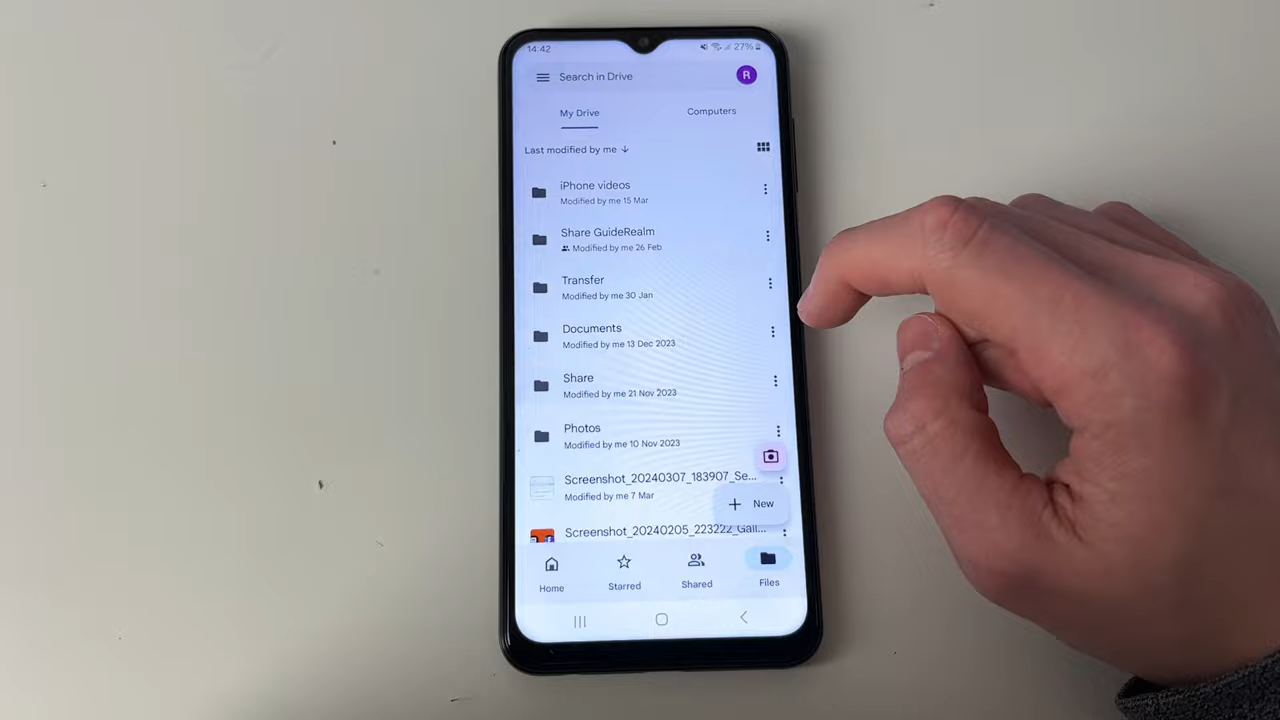 14:42
27%
Search in Drive
R
My Drive
Computers
Last modified by me
iPhone videos
Modified by me 15 Mar
Share GuideRealm
Modified by me 26 Feb
Transfer
Modified by me 30 Jan
Documents
Modified by me 13 Dec 2023
Share
Modified by me 21 Nov 2023
Photos
Modified by me 10 Nov 2023
Screenshot_20240307_183907_Se...
Modified by me 7 Mar
New
Screenshot_20240205_223222_Gall...
Home
Starred
Shared
Files